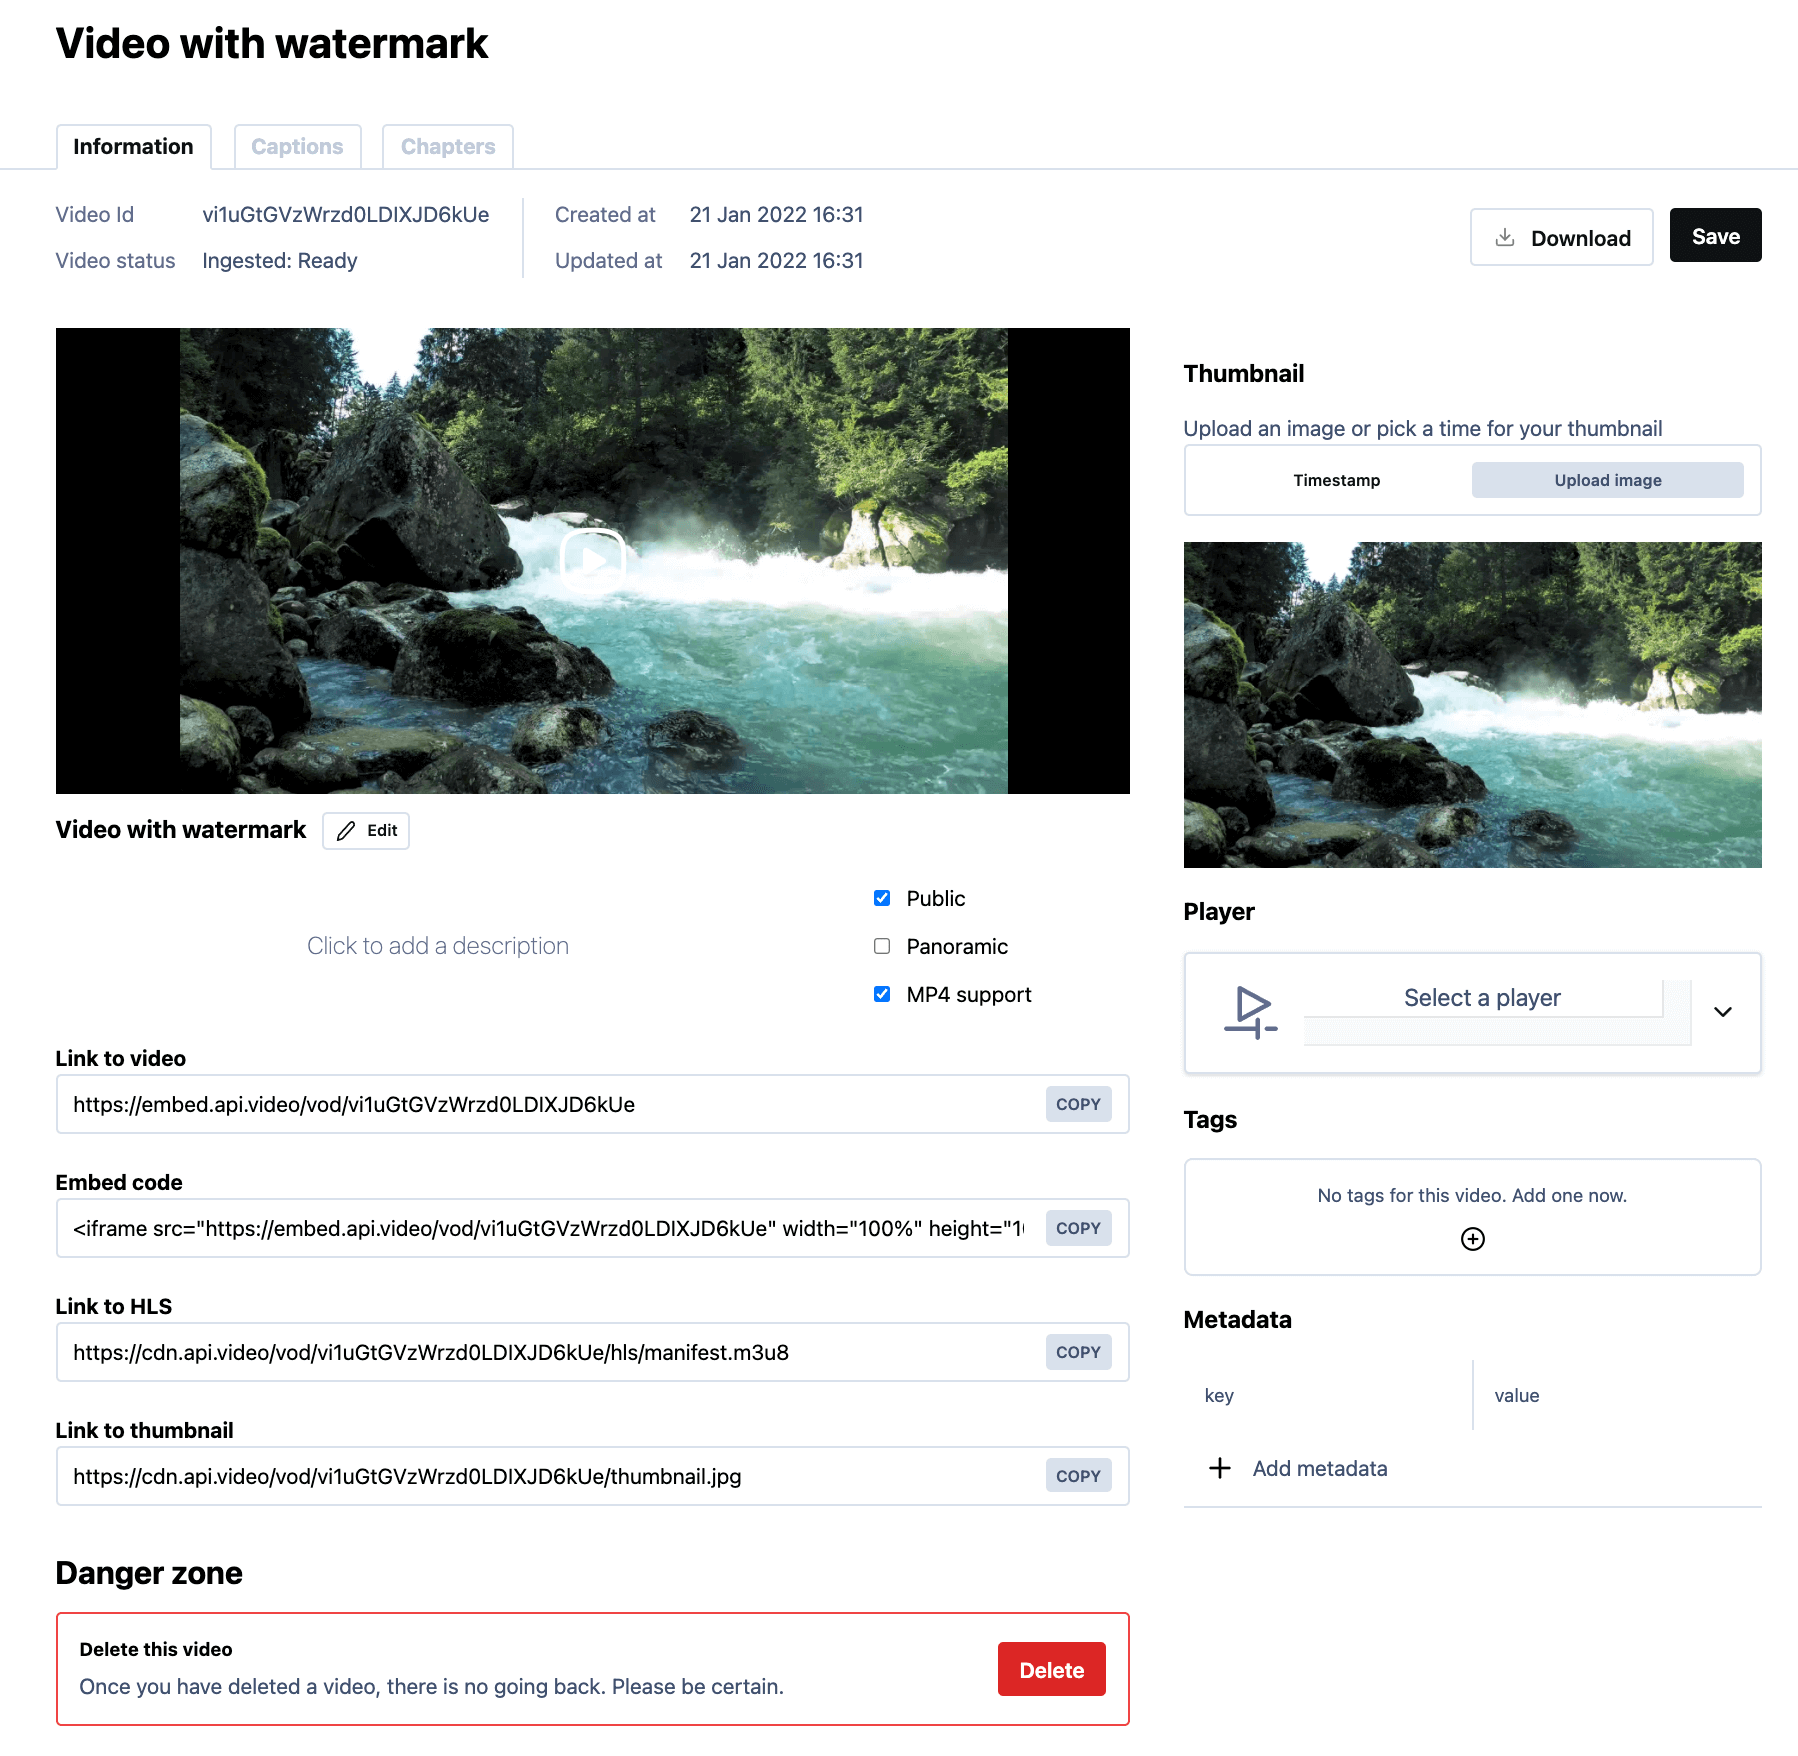 Video with watermark
Information
Captions
Chapters
Video Id vi1uGtGVzWrzd0LDIXJD6kUe
Created at 21 Jan 2022 16:31
Video status Ingested: Ready
Updated at 21 Jan 2022 16:31
Download
Save
Video with watermark
Edit
Click to add a description
Public
Panoramic
MP4 support
Link to video
https://embed.api.video/vod/vi1uGtGVzWrzd0LDIXJD6kUe COPY
Embed code
<iframe src="https://embed.api.video/vod/vi1uGtGVzWrzd0LDIXJD6kUe" width="100%" height="10 COPY
Link to HLS
https://cdn.api.video/vod/vi1uGtGVzWrzd0LDIXJD6kUe/hls/manifest.m3u8 COPY
Link to thumbnail
https://cdn.api.video/vod/vi1uGtGVzWrzd0LDIXJD6kUe/thumbnail.jpg COPY
Danger zone
Delete this video
Once you have deleted a video, there is no going back. Please be certain.
Delete
Thumbnail
Upload an image or pick a time for your thumbnail
Timestamp
Upload image
Player
Select a player
Tags
No tags for this video. Add one now.
Metadata
key
value
Add metadata